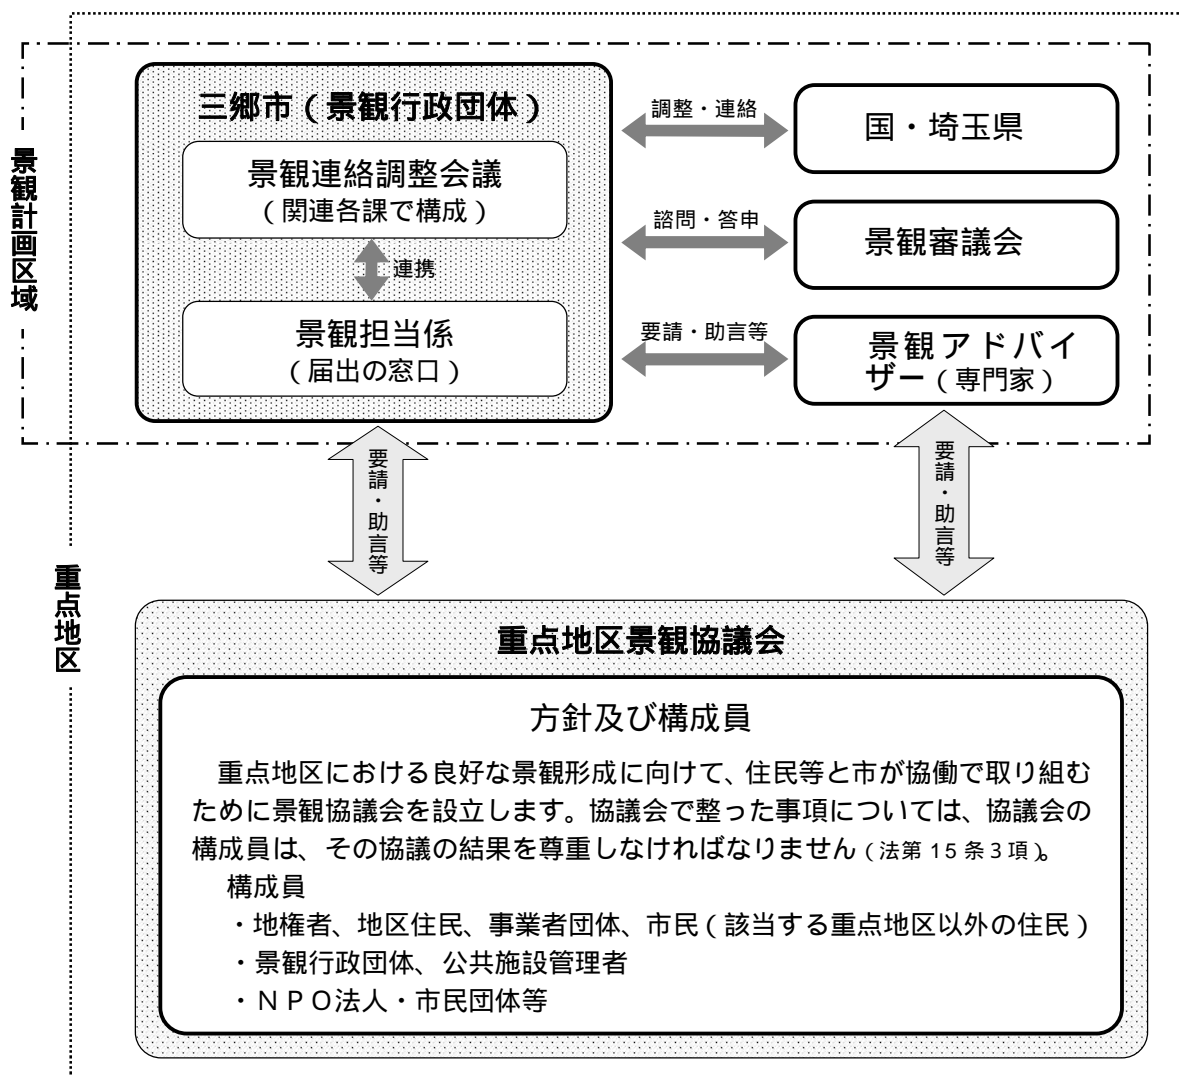 景観計画区域
三郷市（景観行政団体）
景観連絡調整会議
（関連各課で構成）
連携
景観担当係
（届出の窓口）
調整・連絡
国・埼玉県
諮問・答申
景観審議会
要請・助言等
景観アドバイ
ザー（専門家）
要請・助言等
要請・助言等
重点地区
重点地区景観協議会
方針及び構成員
重点地区における良好な景観形成に向けて、住民等と市が協働で取り組む
ために景観協議会を設立します。協議会で整った事項については、協議会の
構成員は、その協議の結果を尊重しなければなりません（法第 15 条３項）。
構成員
・地権者、地区住民、事業者団体、市民（該当する重点地区以外の住民）
・景観行政団体、公共施設管理者
・ＮＰＯ法人・市民団体等